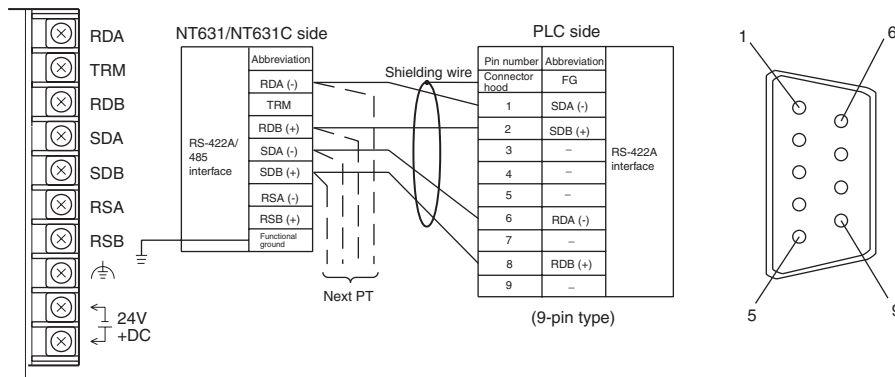 RDA
TRM
RDB
SDA
SDB
RSA
RSB
24V
+DC
NT631/NT631C side
Abbreviation
RDA (-)
TRM
RDB (+)
SDA (-)
SDB (+)
RSA (-)
RSB (+)
Functional
ground
RS-422A/
485
interface
Next PT
Shielding wire
PLC side
Pin number Abbreviation
Connector
hood FG
1 SDA (-)
2 SDB (+)
3 –
4 –
5 –
6 RDA (-)
7 –
8 RDB (+)
9 –
RS-422A
interface
(9-pin type)
1
6
5
9